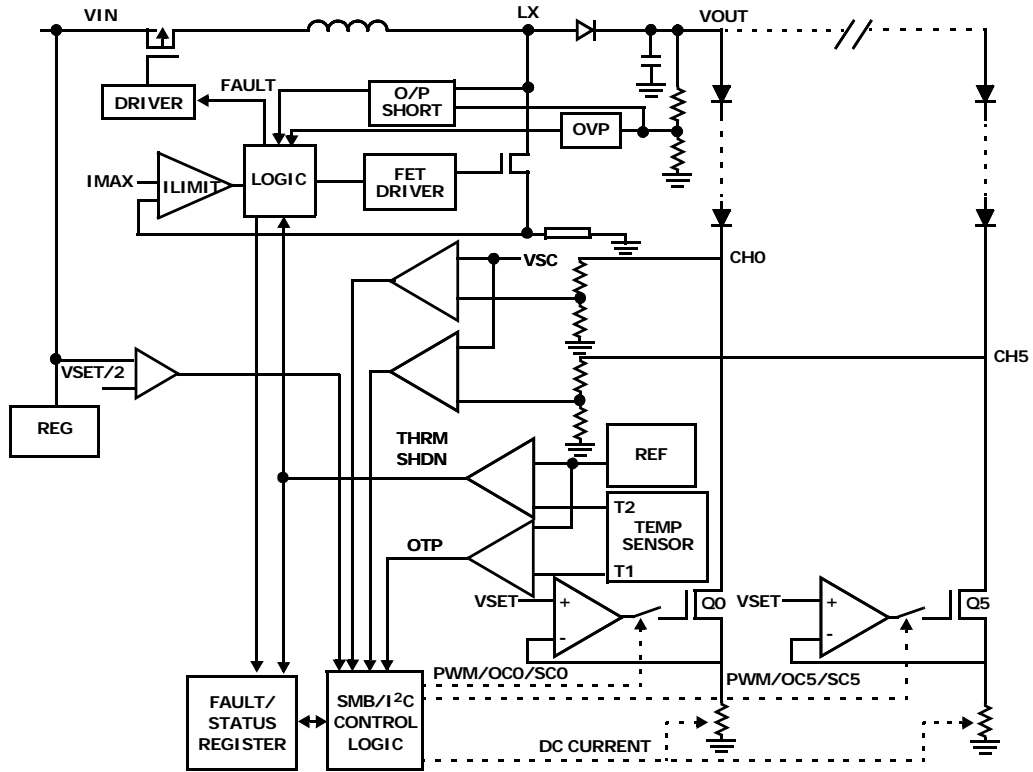 VIN
LX
VOUT
FAULT
DRIVER
O/P
SHORT
OVP
IMAX
ILIMIT
LOGIC
FET
DRIVER
VSC
CH0
VSET/2
CH5
REG
THRM
SHDN
REF
T2
TEMP
SENSOR
T1
OTP
VSET
+
-
Q0
VSET
+
-
Q5
PWM/OC0/SC0
PWM/OC5/SC5
FAULT/
STATUS
REGISTER
SMB/I²C
CONTROL
LOGIC
DC CURRENT